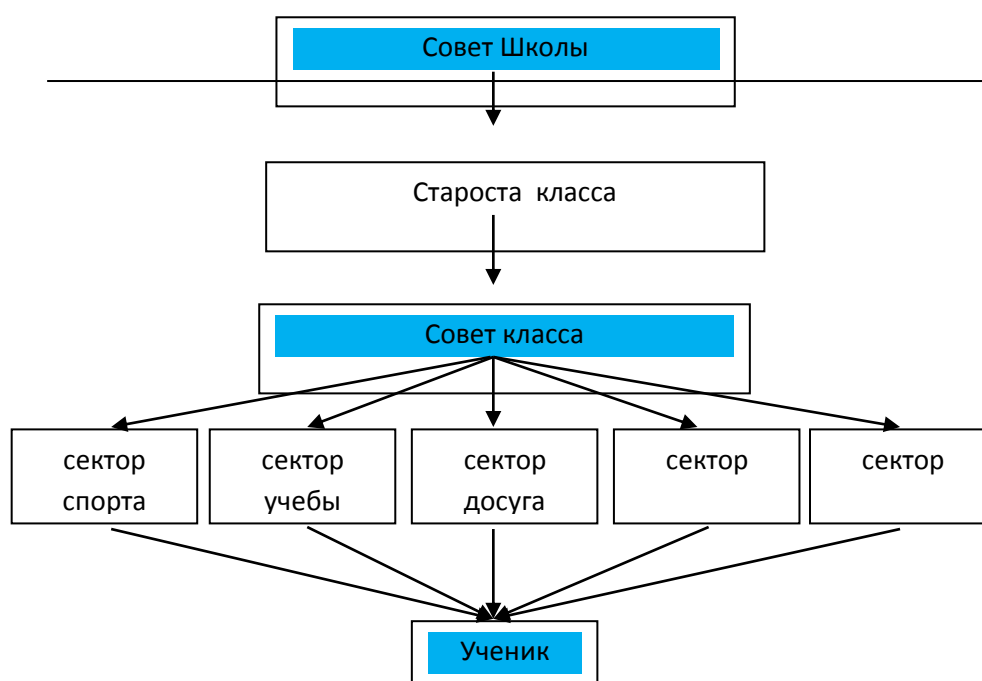 Совет Школы
Староста класса
Совет класса
сектор
спорта
сектор
учебы
сектор
досуга
сектор
сектор
Ученик